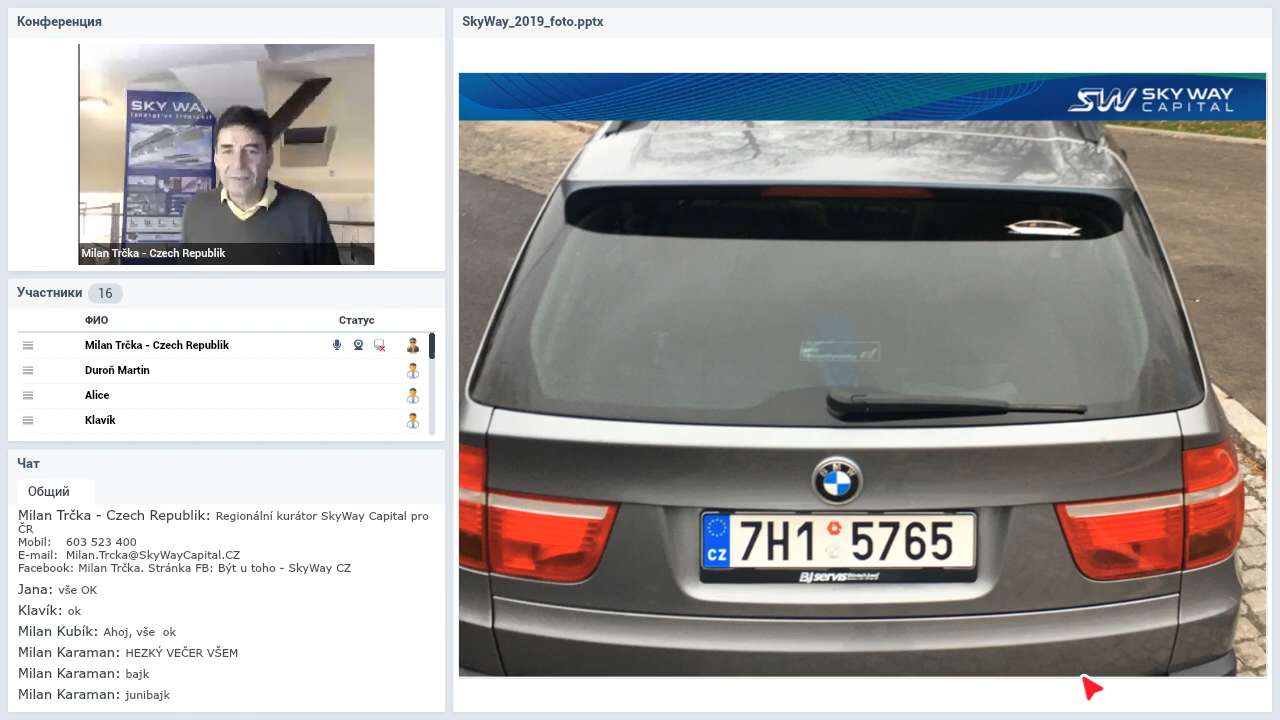 Конференция
SKY WAY
Milan Trčka - Czech Republik
Участники 16
ФИО Статус
Milan Trčka - Czech Republik
Duroň Martin
Alice
Klavík
Чат
Общий
Milan Trčka - Czech Republik: Regionální kurátor SkyWay Capital pro
ČR
Mobil: 603 523 400
E-mail: Milan.Trcka@SkyWayCapital.CZ
Facebook: Milan Trčka. Stránka FB: Být u toho - SkyWay CZ
Jana: vše OK
Klavík: ok
Milan Kubík: Ahoj, vše ok
Milan Karaman: HEZKÝ VEČER VŠEM
Milan Karaman: bajk
Milan Karaman: junibajk
SkyWay_2019_foto.pptx
SW SKY WAY
CAPITAL
BMW
CZ 7H1 5765
BJservis